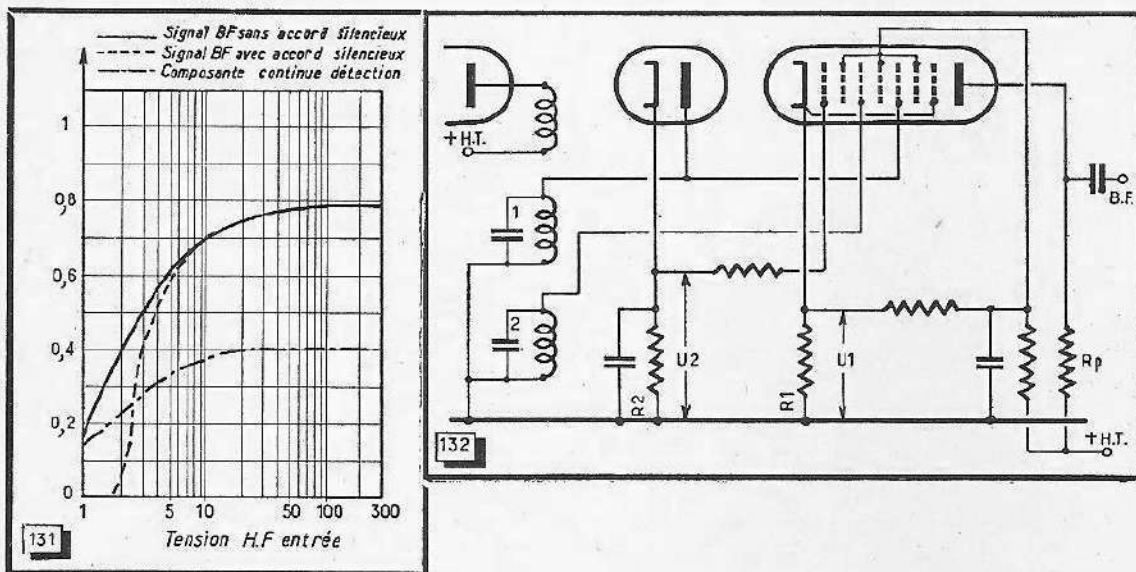 Signal BF sans accord silencieux
Signal BF avec accord silencieux
Composante continue détection
1
0,8
0,6
0,4
0,2
0
1 5 10 50 100 300
Tension H.F entrée
131
+ H.T.
1
2
R2
U2
R1
U1
Rp
B.F.
+ H.T.
132